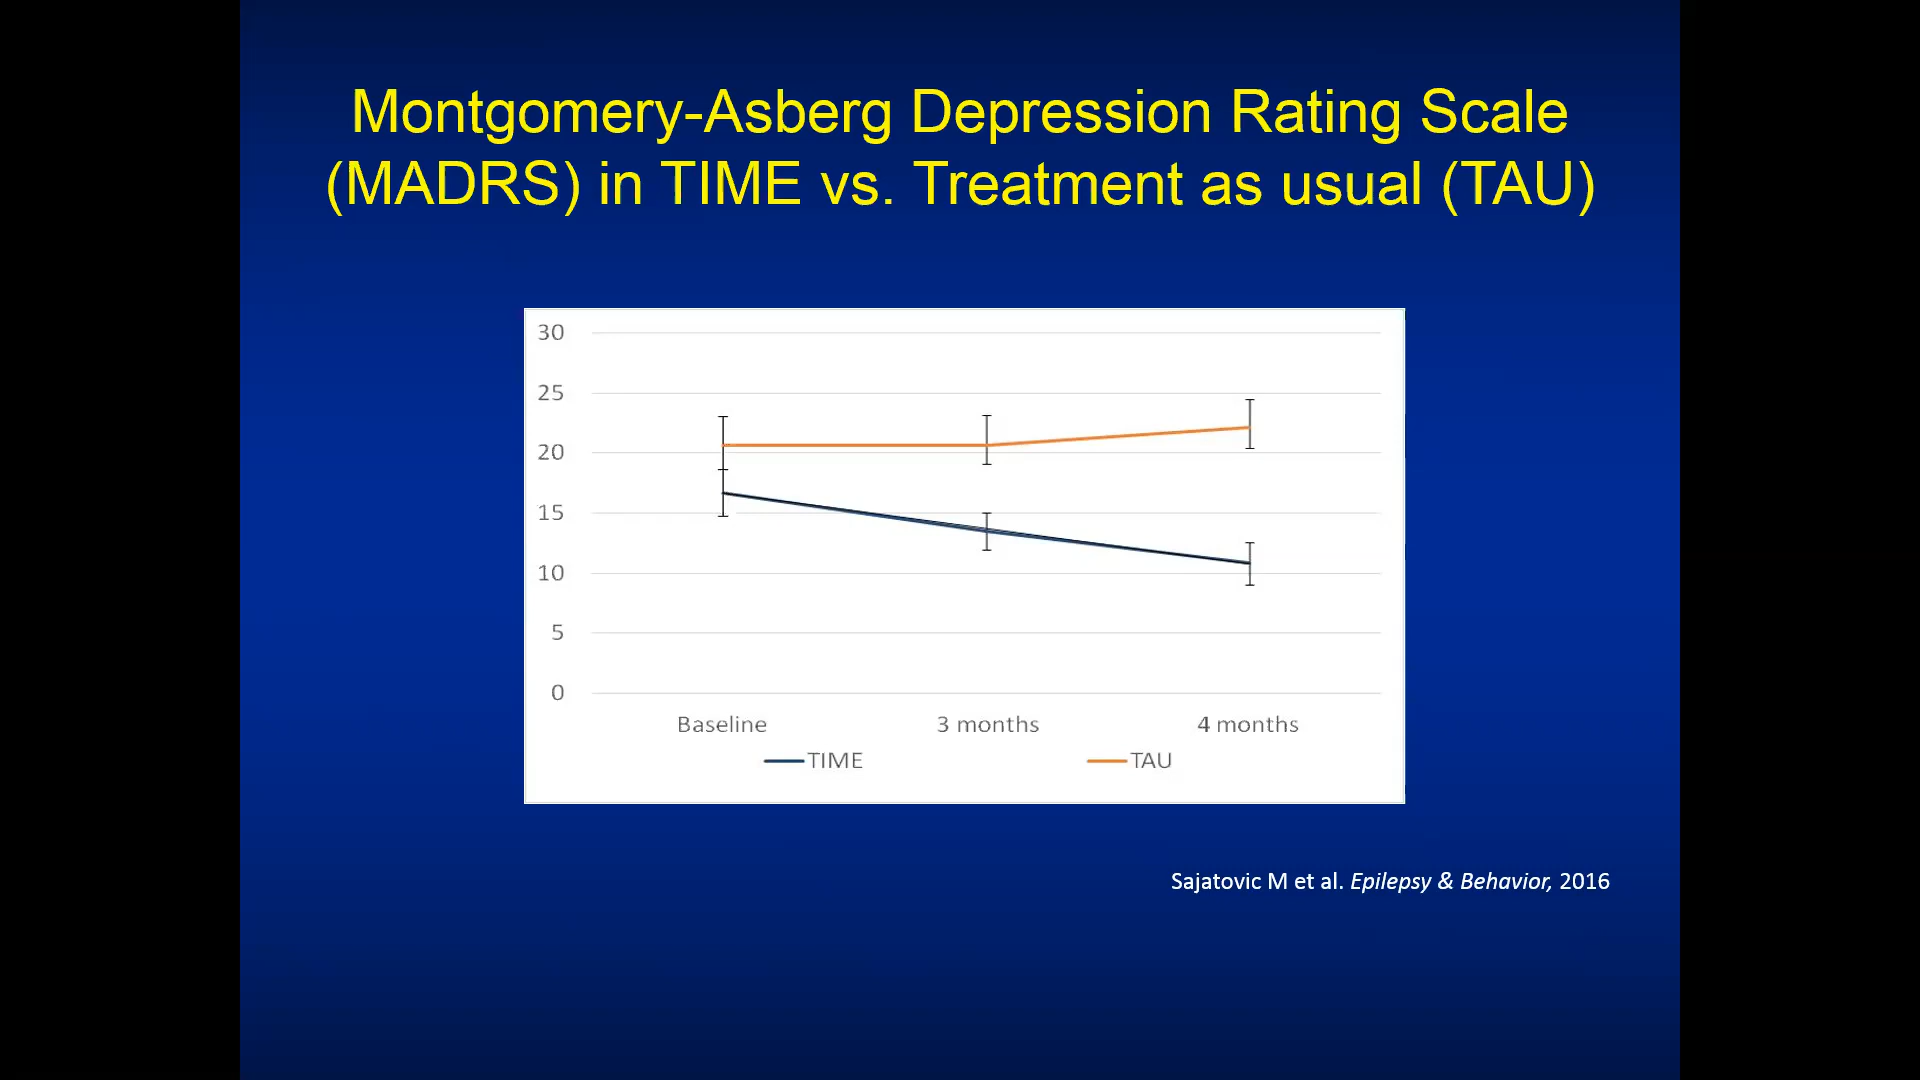 Montgomery-Asberg Depression Rating Scale
(MADRS) in TIME vs. Treatment as usual (TAU)
30
25
20
15
10
5
0
Baseline 3 months 4 months
TIME TAU
Sajatovic M et al. Epilepsy & Behavior, 2016